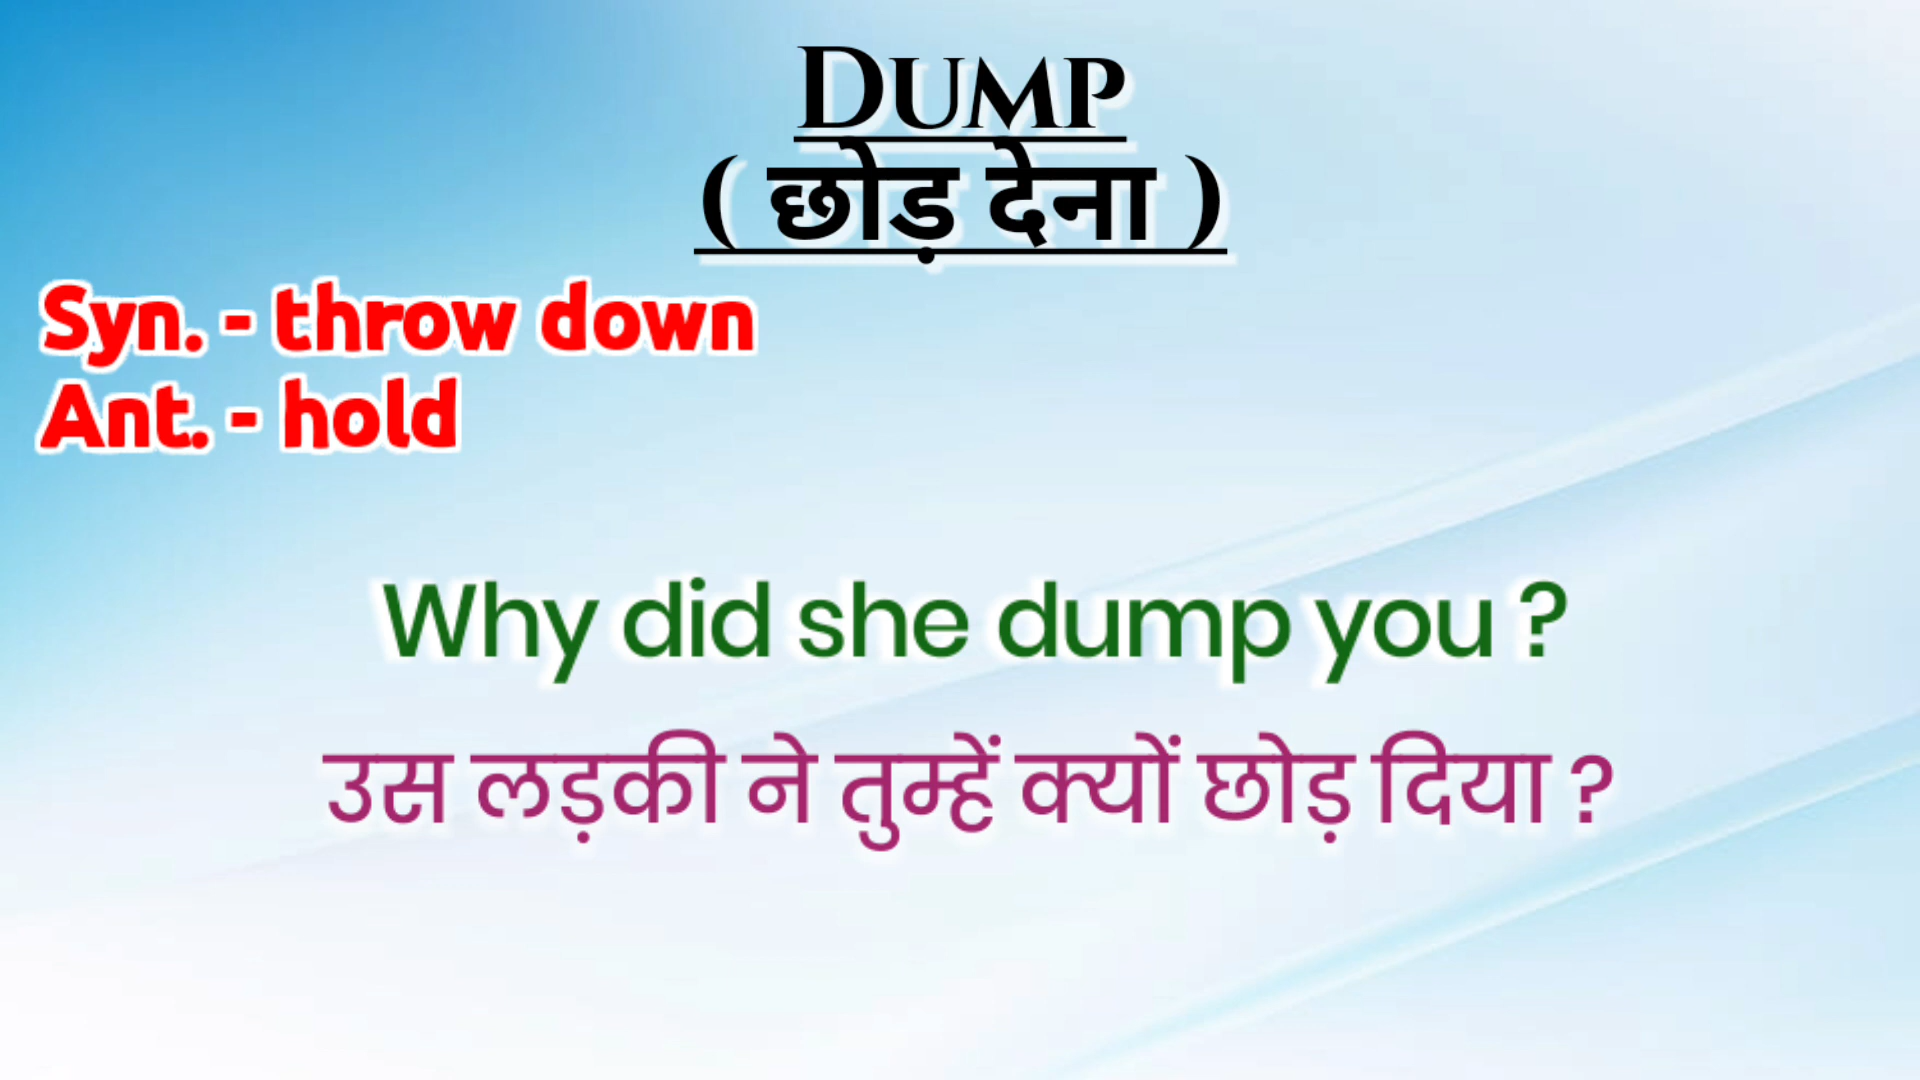 DUMP
( छोड़ देना )
Syn. - throw down
Ant. - hold
Why did she dump you ?
उस लड़की ने तुम्हें क्यों छोड़ दिया ?